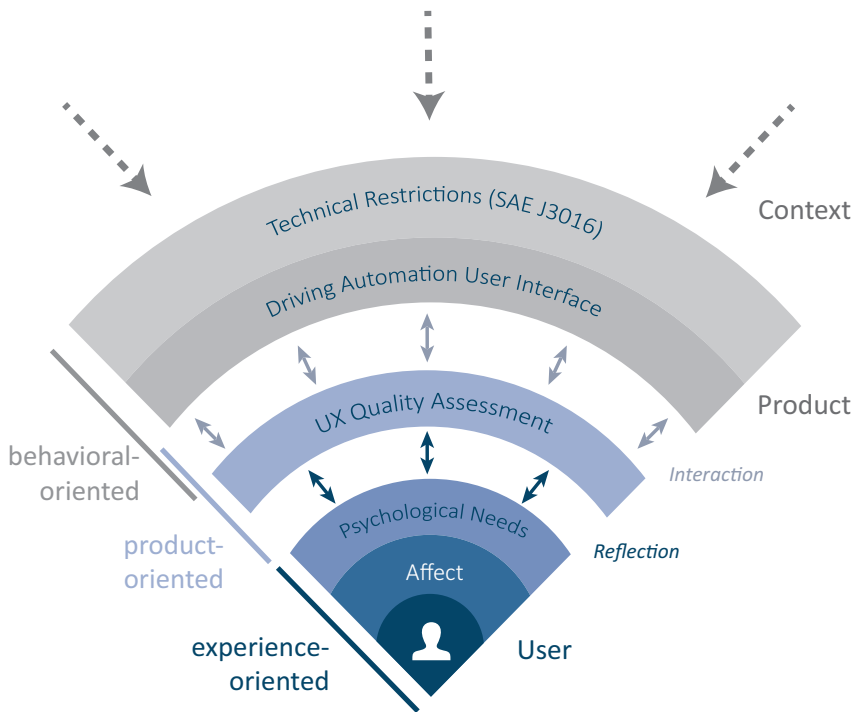 Technical Restrictions (SAE J3016)
Context
Driving Automation User Interface
Product
UX Quality Assessment
behavioral-
oriented
Interaction
Psychological Needs
product-
oriented
Reflection
Affect
experience-
oriented
User